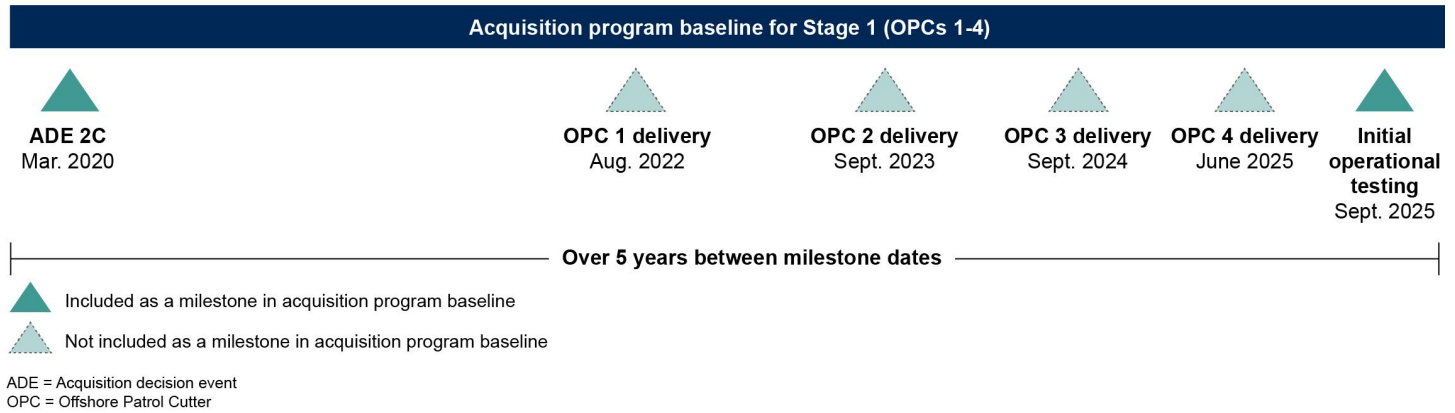 Acquisition program baseline for Stage 1 (OPCs 1-4)
ADE 2C
Mar. 2020
OPC 1 delivery
Aug. 2022
OPC 2 delivery
Sept. 2023
OPC 3 delivery
Sept. 2024
OPC 4 delivery
June 2025
Initial
operational
testing
Sept. 2025
Over 5 years between milestone dates
Included as a milestone in acquisition program baseline
Not included as a milestone in acquisition program baseline
ADE = Acquisition decision event
OPC = Offshore Patrol Cutter